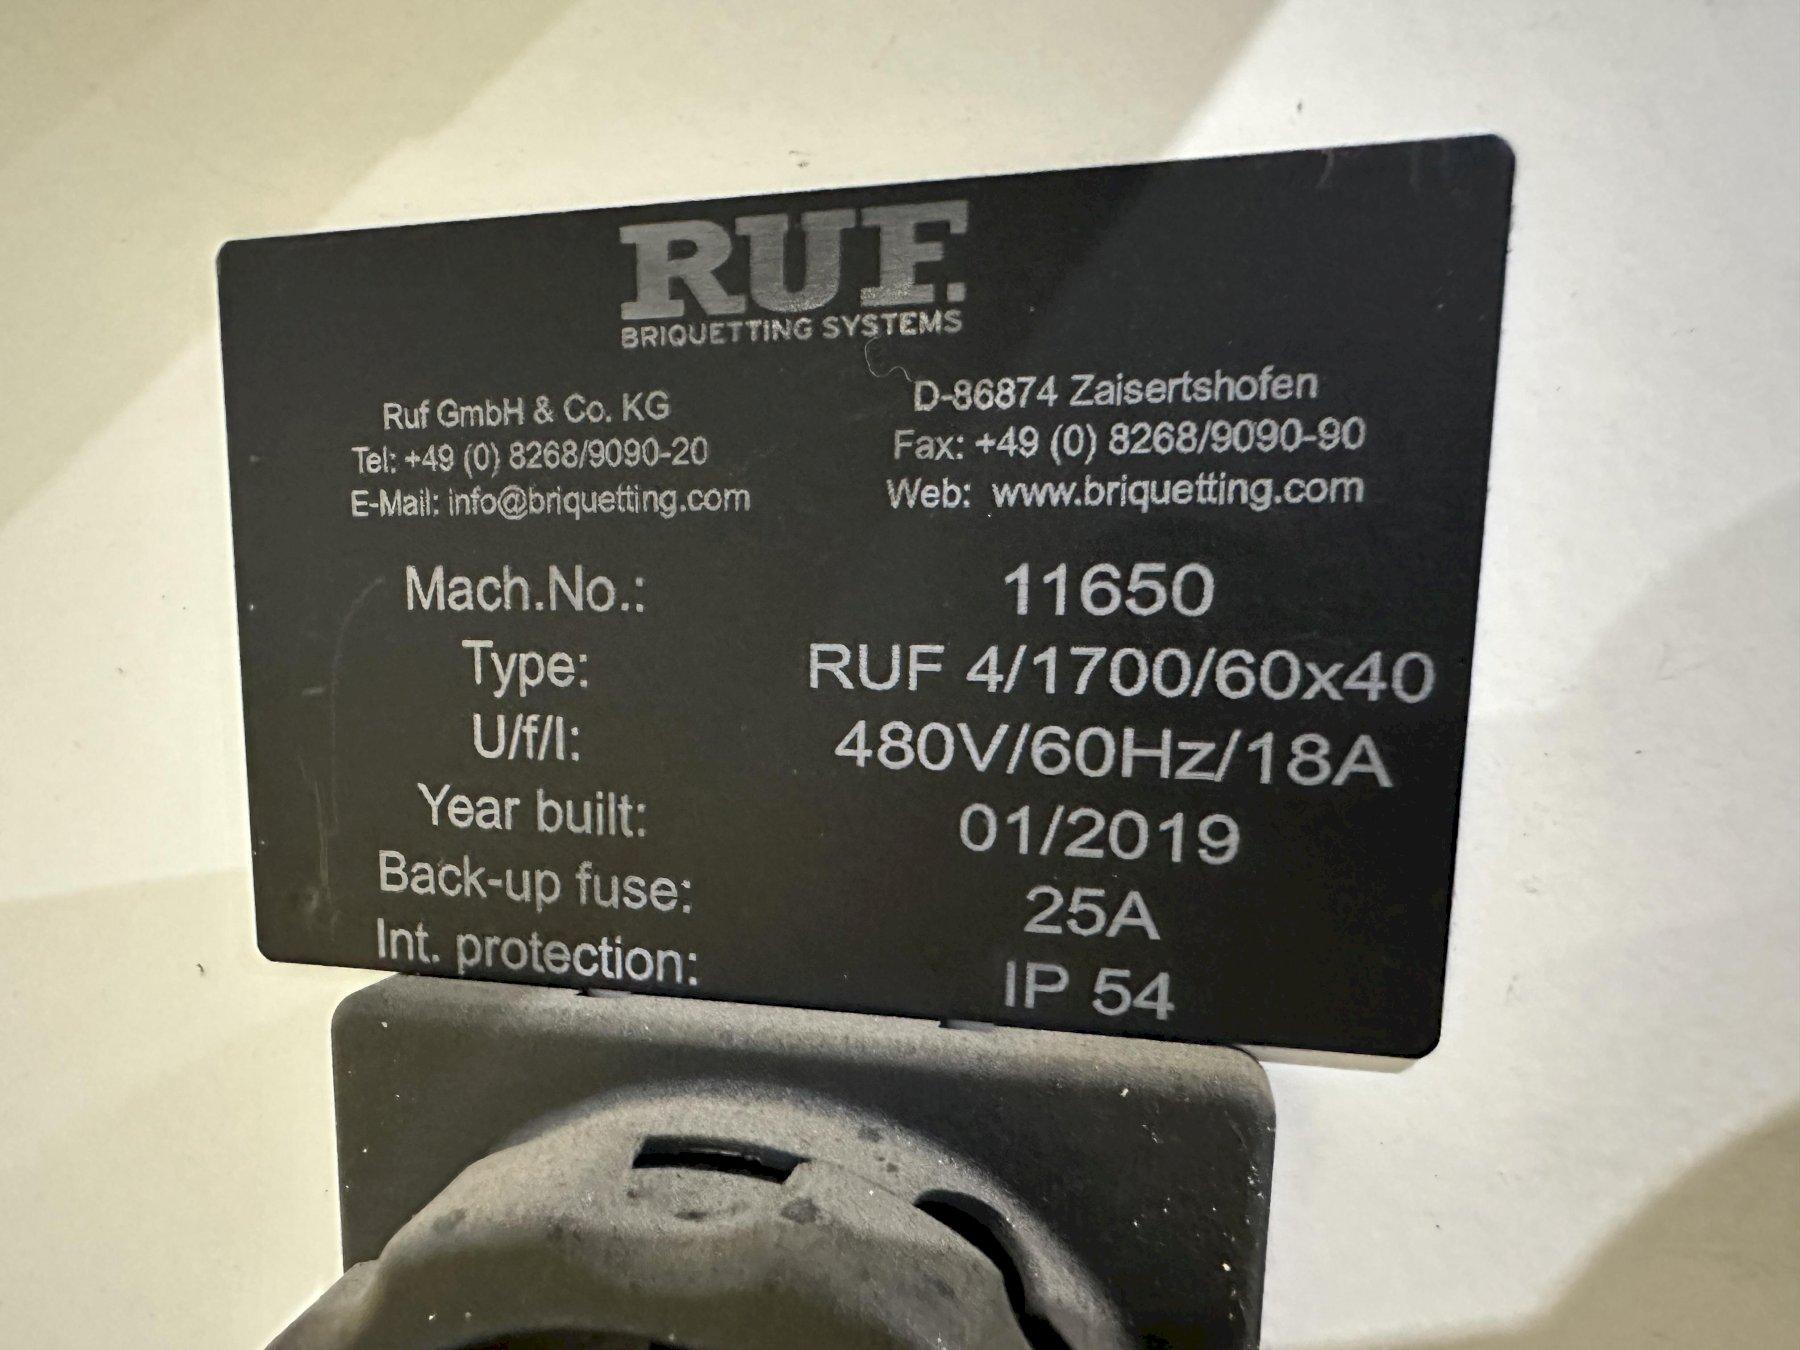 RUF.
BRIQUETTING SYSTEMS
Ruf GmbH & Co. KG
Tel: +49 (0) 8268/9090-20
E-Mail: info@briquetting.com
D-86874 Zaisertshofen
Fax: +49 (0) 8268/9090-90
Web: www.briquetting.com
Mach.No.: 11650
Type: RUF 4/1700/60x40
U/f/I: 480V/60Hz/18A
Year built: 01/2019
Back-up fuse: 25A
Int. protection: IP 54